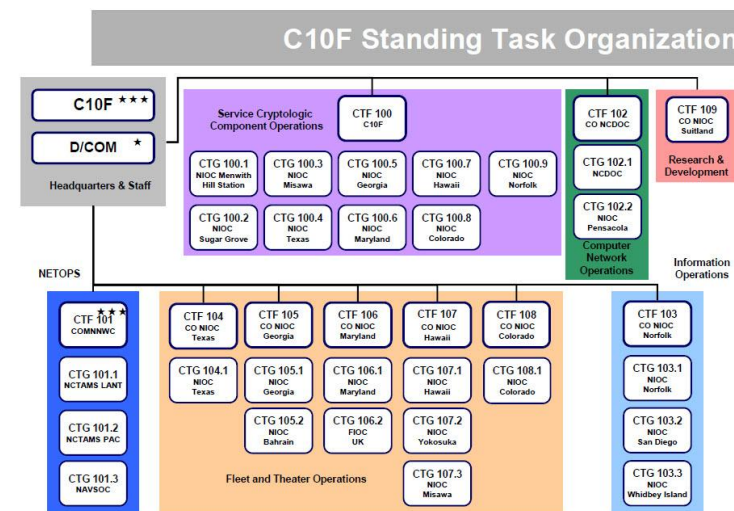 C10F Standing Task Organization
C10F ★★★
D/COM ★
Headquarters & Staff
Service Cryptologic
Component Operations
CTF 100
C10F
CTG 100.1
NIOC Menwith
Hill Station
CTG 100.3
NIOC
Misawa
CTG 100.5
NIOC
Georgia
CTG 100.7
NIOC
Hawaii
CTG 100.9
NIOC
Norfolk
CTG 100.2
NIOC
Sugar Grove
CTG 100.4
NIOC
Texas
CTG 100.6
NIOC
Maryland
CTG 100.8
NIOC
Colorado
CTF 102
CO NCDOC
CTG 102.1
NCDOC
CTG 102.2
NIOC
Pensacola
Computer
Network
Operations
CTF 109
CO NIOC
Suitland
Research &
Development
Information
Operations
NETOPS
★★★
CTF 101
COMNNWC
CTG 101.1
NCTAMS LANT
CTG 101.2
NCTAMS PAC
CTG 101.3
NAVSOC
CTF 104
CO NIOC
Texas
CTF 105
CO NIOC
Georgia
CTF 106
CO NIOC
Maryland
CTF 107
CO NIOC
Hawaii
CTF 108
CO NIOC
Colorado
CTG 104.1
NIOC
Texas
CTG 105.1
NIOC
Georgia
CTG 106.1
NIOC
Maryland
CTG 107.1
NIOC
Hawaii
CTG 108.1
NIOC
Colorado
CTG 105.2
NIOC
Bahrain
CTG 106.2
FIOC
UK
CTG 107.2
NIOC
Yokosuka
CTG 107.3
NIOC
Misawa
Fleet and Theater Operations
CTF 103
CO NIOC
Norfolk
CTG 103.1
NIOC
Norfolk
CTG 103.2
NIOC
San Diego
CTG 103.3
NIOC
Whidbey Island